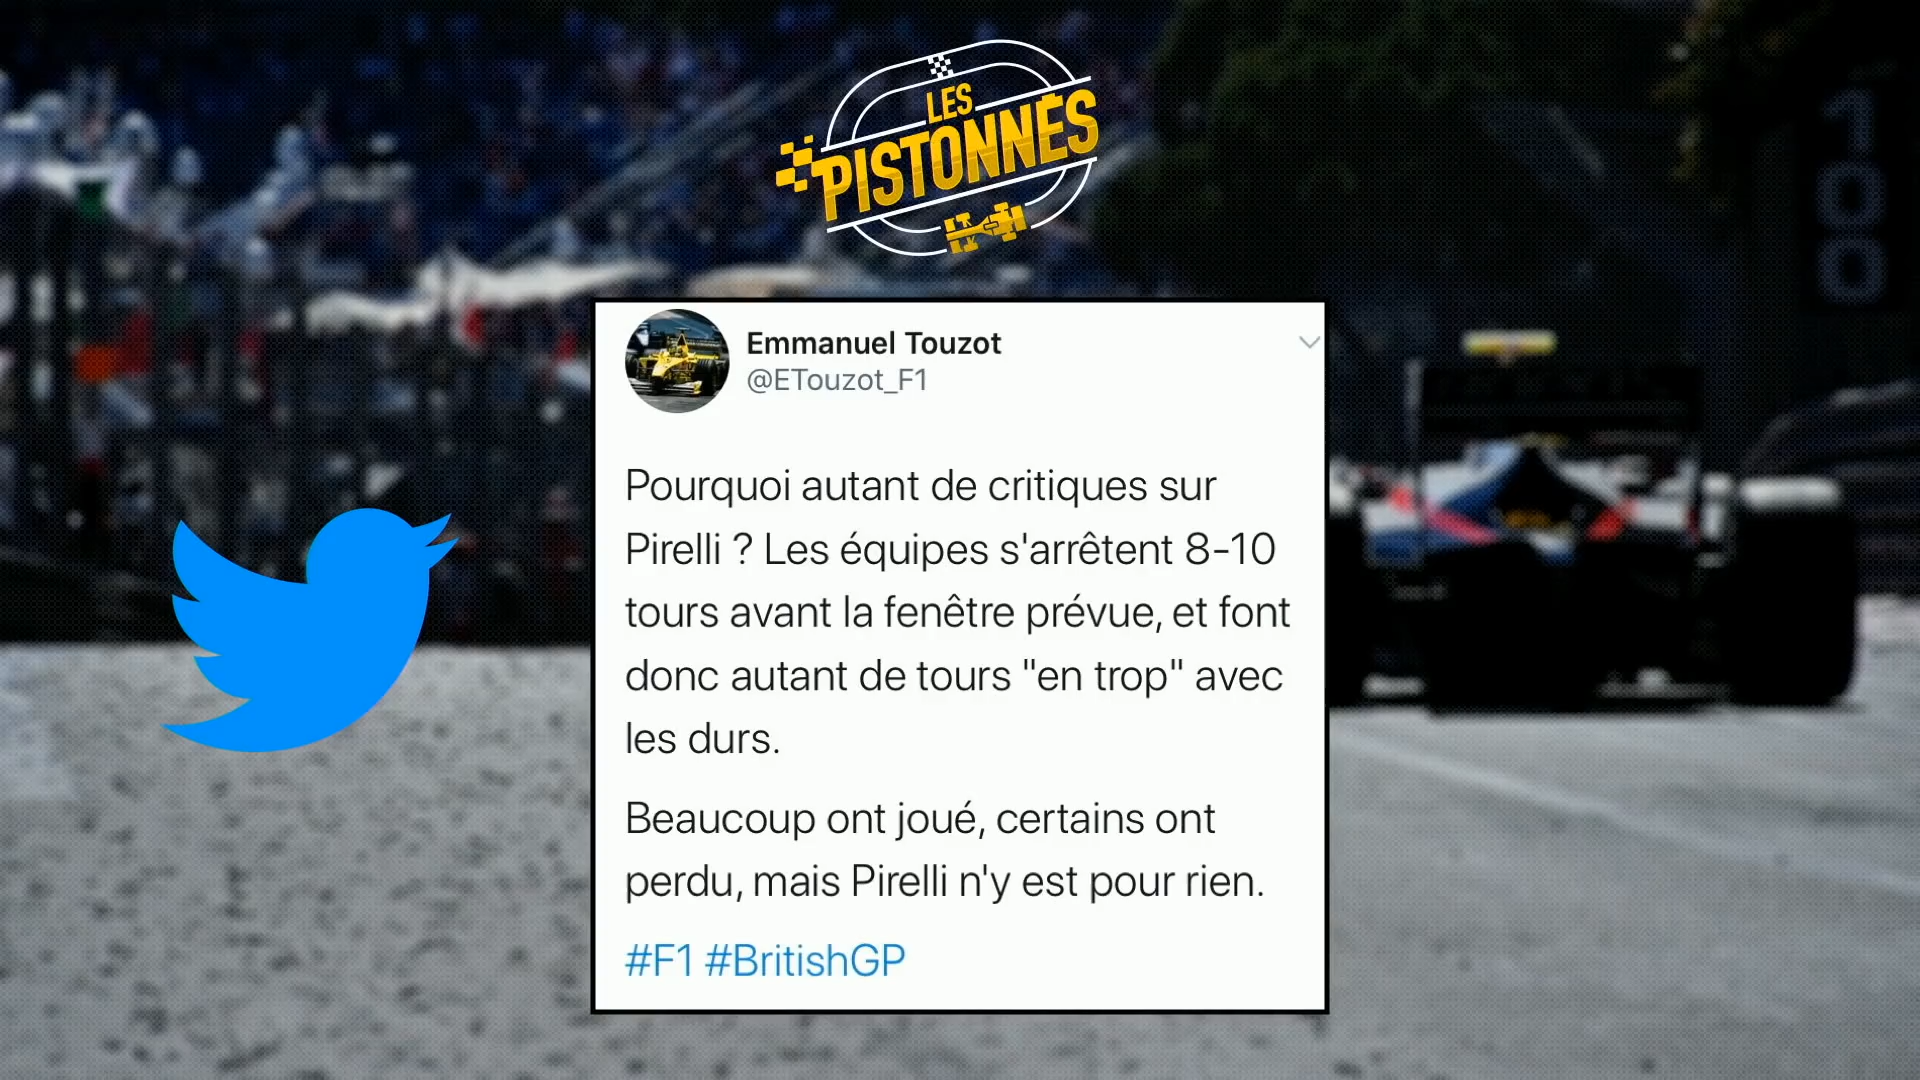 LES
PISTONNÉS
100
Emmanuel Touzot
@ETouzot_F1
Pourquoi autant de critiques sur
Pirelli ? Les équipes s'arrêtent 8-10
tours avant la fenêtre prévue, et font
donc autant de tours "en trop" avec
les durs.
Beaucoup ont joué, certains ont
perdu, mais Pirelli n'y est pour rien.
#F1 #BritishGP